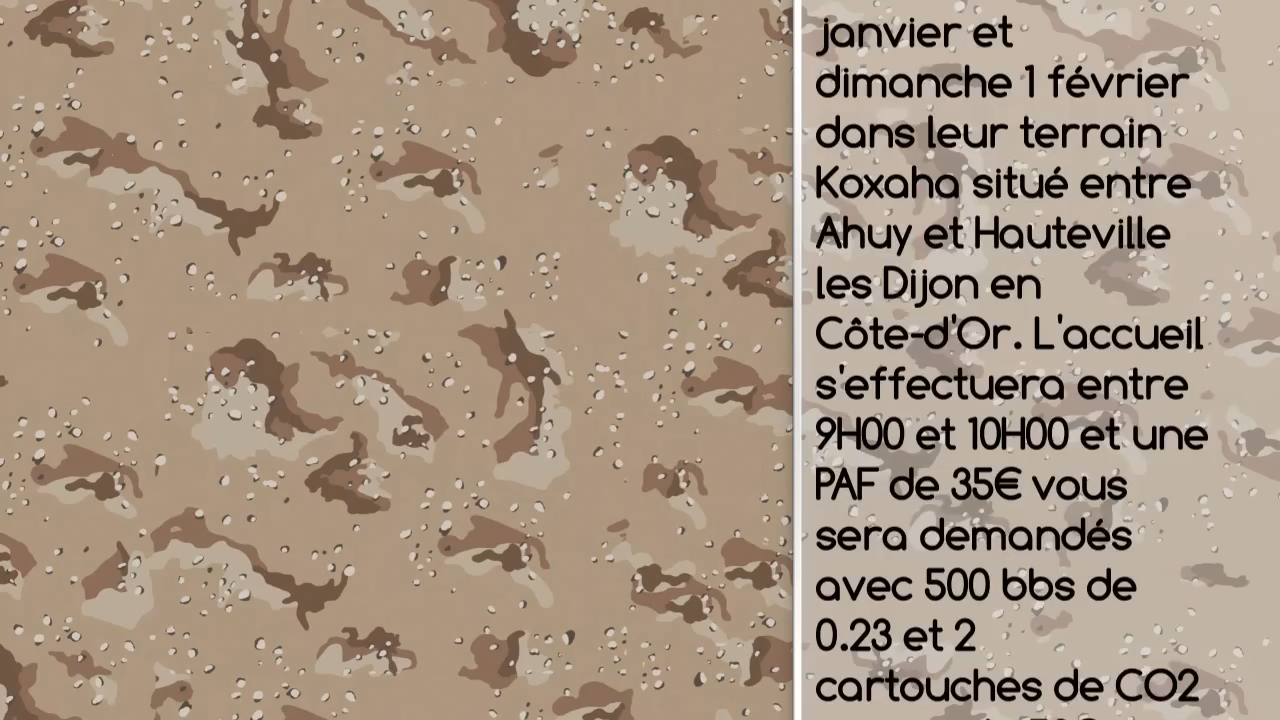 janvier et
dimanche 1 février
dans leur terrain
Koxaha situé entre
Ahuy et Hauteville
les Dijon en
Côte-d'Or. L'accueil
s'effectuera entre
9H00 et 10H00 et une
PAF de 35€ vous
sera demandés
avec 500 bbs de
0.23 et 2
cartouches de CO2